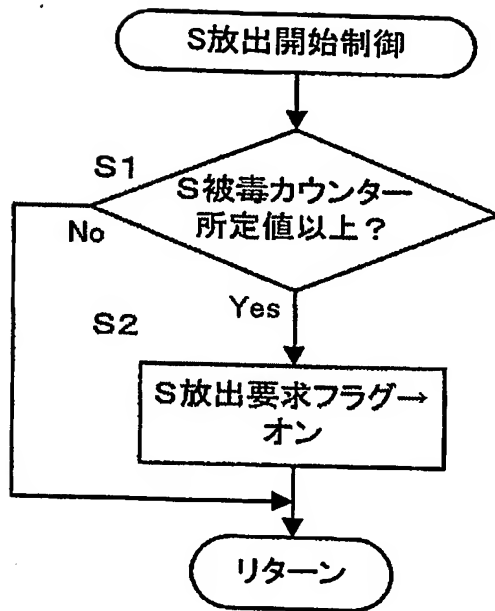 S放出開始制御
S1
S被毒カウンター
所定値以上？
No
Yes
S2
S放出要求フラグ→
オン
リターン